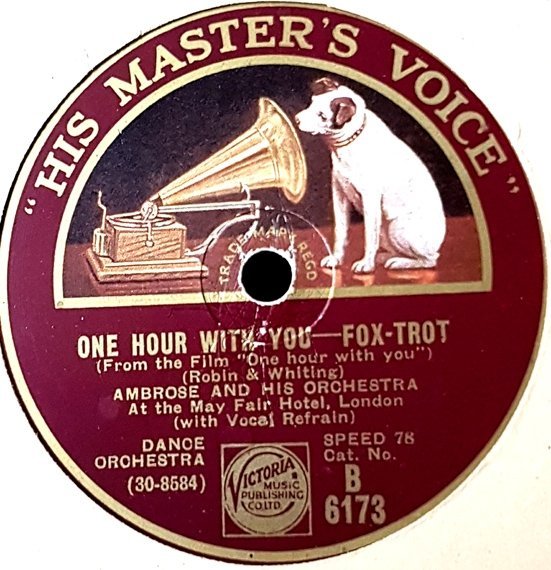 "HIS MASTER'S VOICE"
TRADE MARK REGD
ONE HOUR WITH YOU—FOX-TROT
(From the Film "One hour with you")
(Robin & Whiting)
AMBROSE AND HIS ORCHESTRA
At the May Fair Hotel, London
(with Vocal Refrain)
DANCE ORCHESTRA
(30-8584)
VICTORIA
MUSIC
PUBLISHING
CO. LTD.
SPEED 78
Cat. No.
B
6173